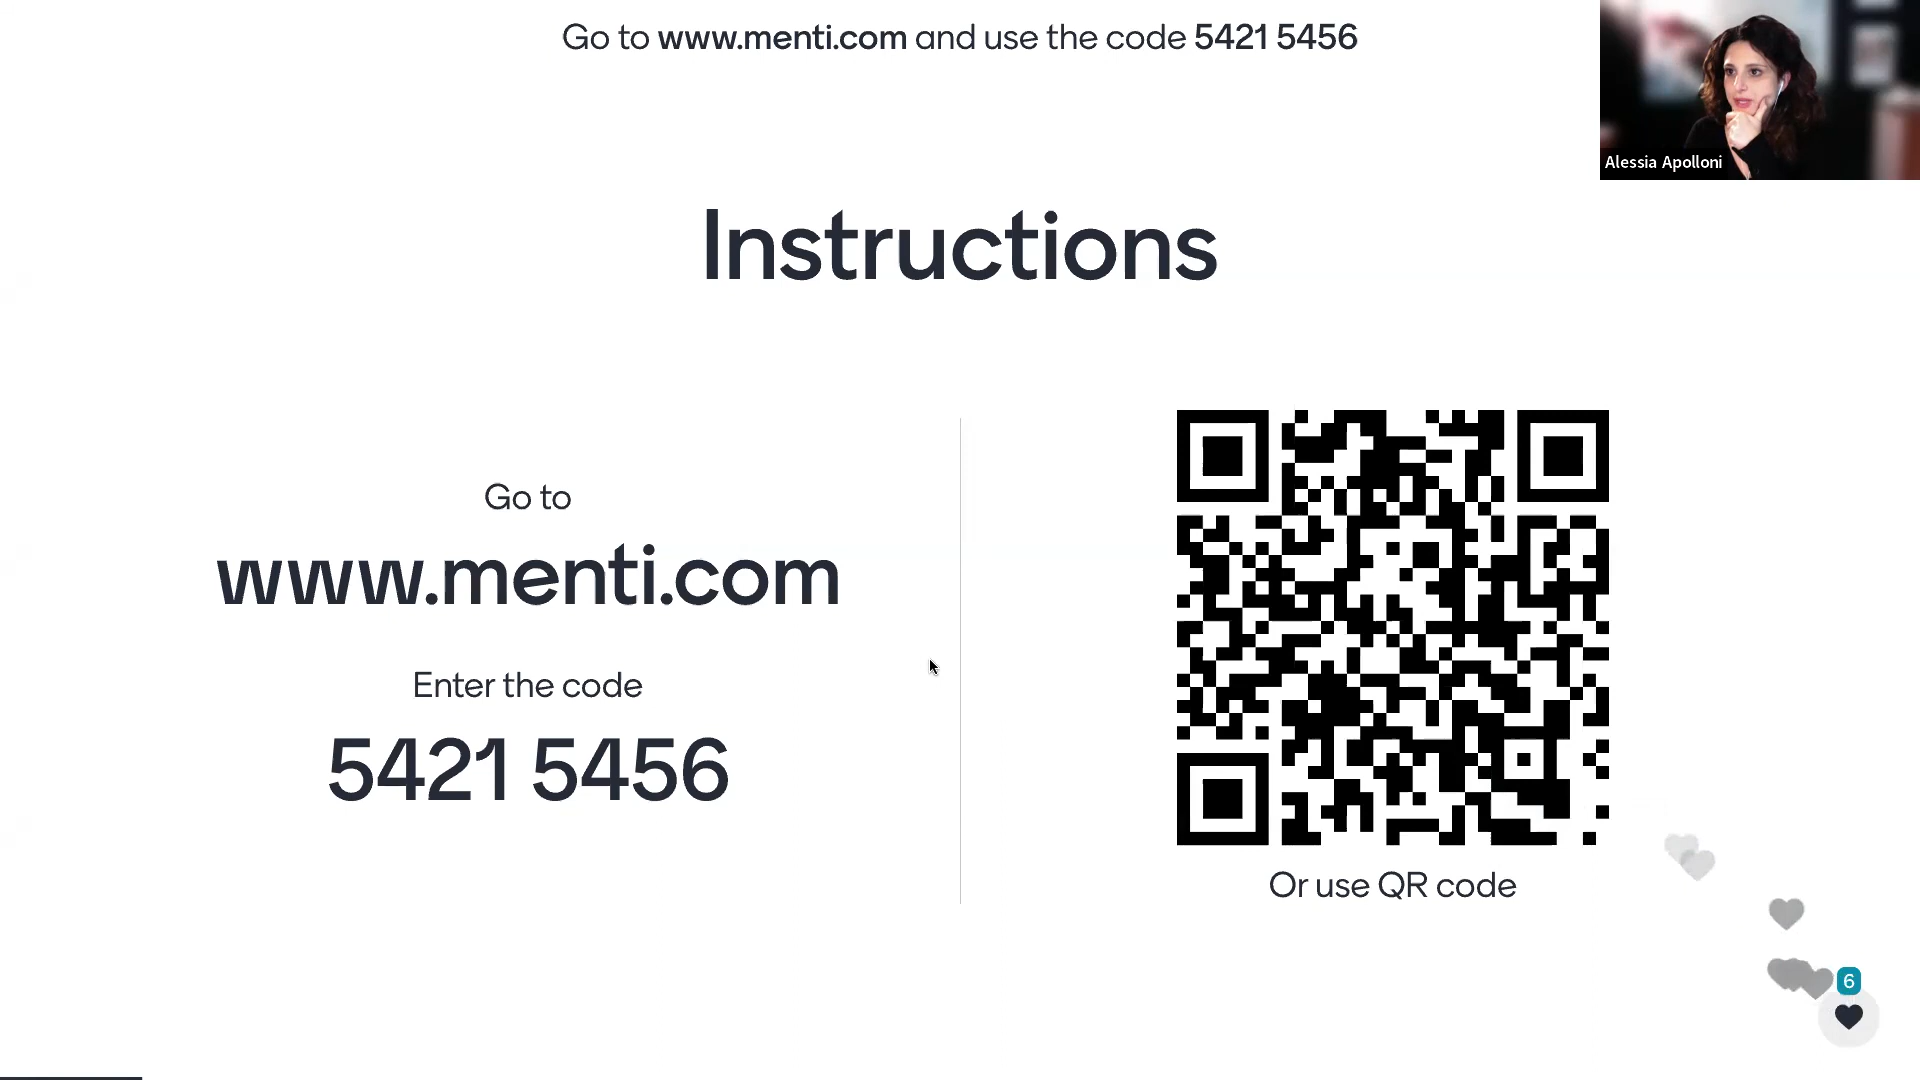 Go to www.menti.com and use the code 5421 5456
Alessia Apolloni
Instructions
Go to
www.menti.com
Enter the code
5421 5456
Or use QR code
6